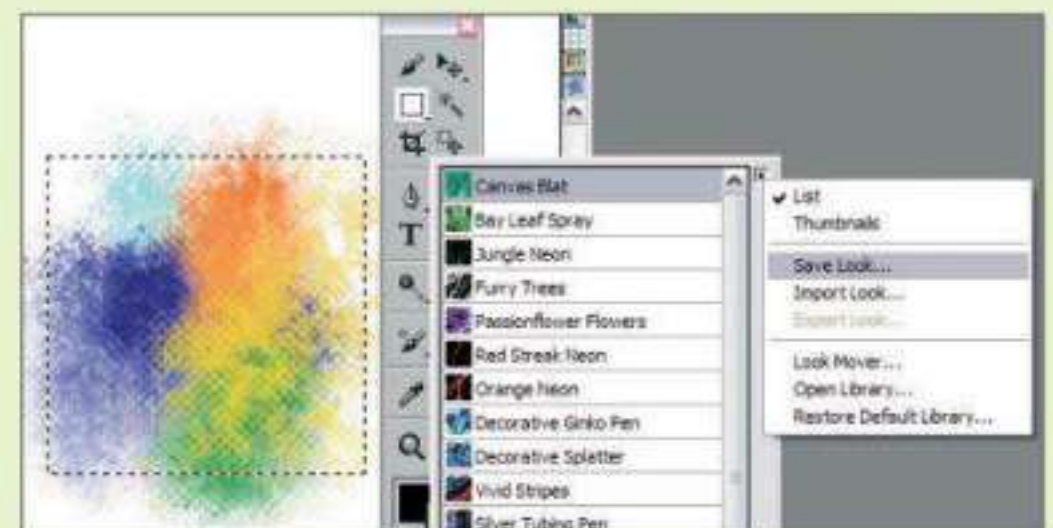 T
Canvas Blat
Bay Leaf Spray
Jungle Neon
Furry Trees
Passionflower Flowers
Red Streak Neon
Orange Neon
Decorative Ginko Pen
Decorative Splatter
Vivid Stripes
Silver Tubing Pen
List
Thumbnails
Save Look...
Import Look...
Export Look...
Look Mover...
Open Library...
Restore Default Library...